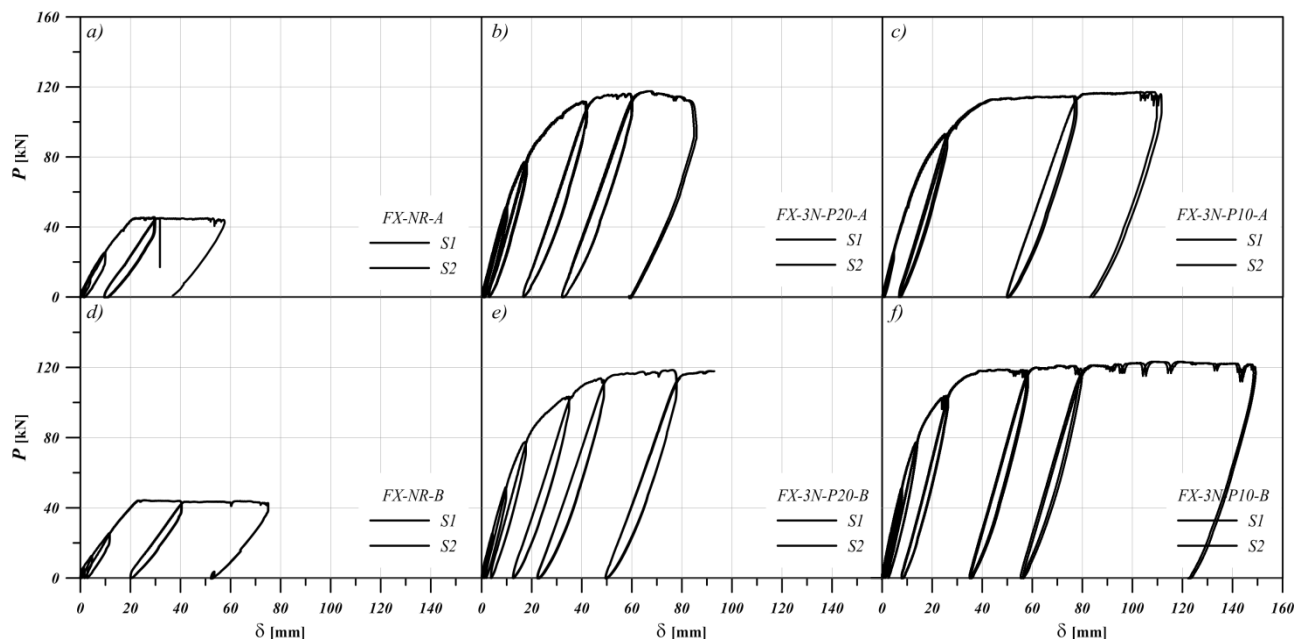 a)
b)
c)
160
120
80
40
0
P [kN]
FX-NR-A
S1
S2
FX-3N-P20-A
S1
S2
FX-3N-P10-A
S1
S2
d)
e)
f)
120
80
40
0
P [kN]
FX-NR-B
S1
S2
FX-3N-P20-B
S1
S2
FX-3N-P10-B
S1
S2
0 20 40 60 80 100 120 140
0 20 40 60 80 100 120 140
0 20 40 60 80 100 120 140 160
δ [mm]
δ [mm]
δ [mm]